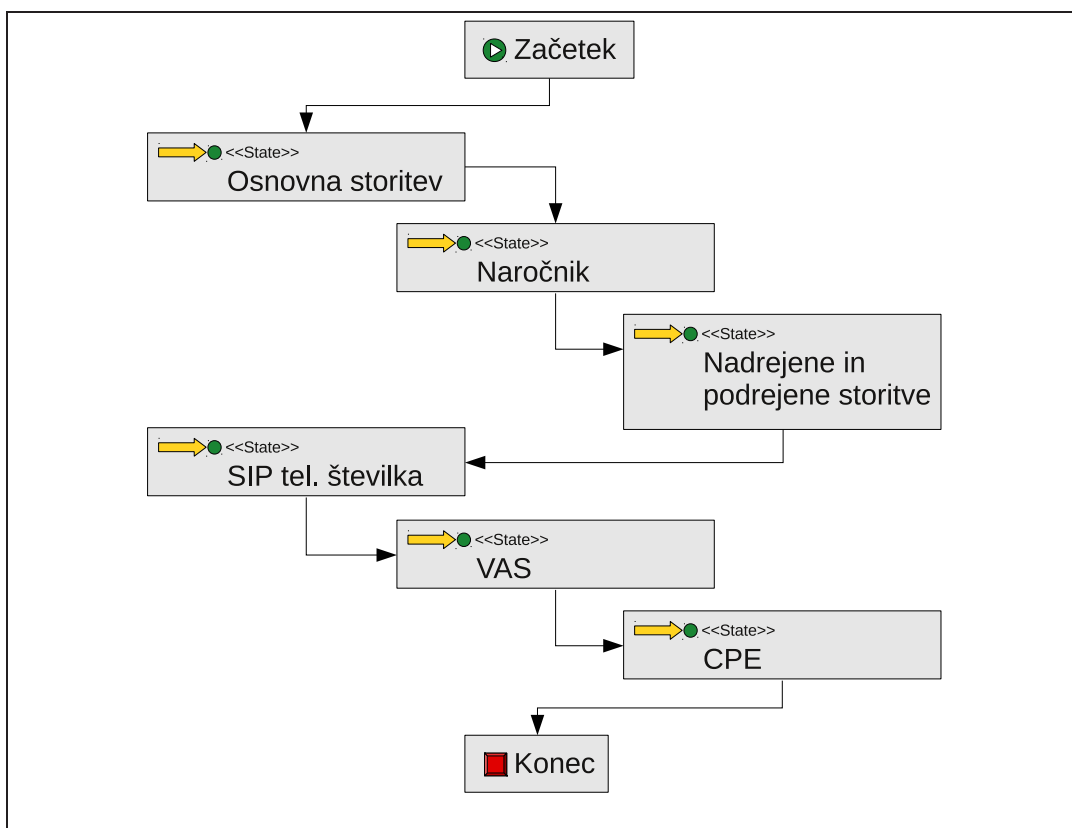 Začetek
<<State>>
Osnovna storitev
<<State>>
Naročnik
<<State>>
Nadrejene in
podrejene storitve
<<State>>
SIP tel. številka
<<State>>
VAS
<<State>>
CPE
Konec